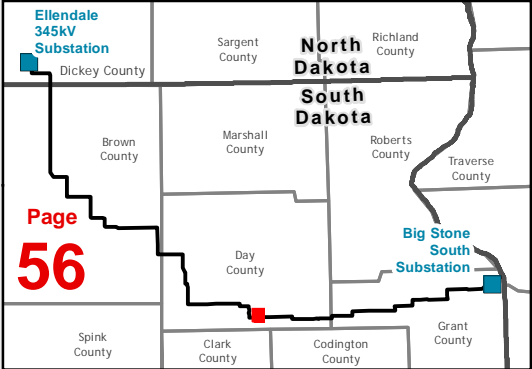 Ellendale
345kV
Substation
Dickey County
Sargent
County
North
Dakota
Richland
County
South
Dakota
Brown
County
Marshall
County
Roberts
County
Traverse
County
Page
56
Day
County
Big Stone
South
Substation
Spink
County
Clark
County
Codington
County
Grant
County